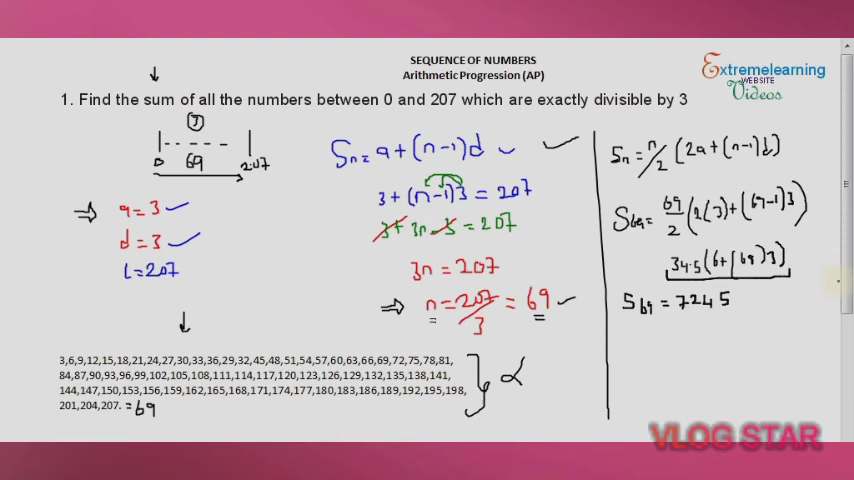 SEQUENCE OF NUMBERS
Arithmetic Progression (AP)
Extremelearning
WEBSITE
Videos
1. Find the sum of all the numbers between 0 and 207 which are exactly divisible by 3
3
0 69 207
a = 3
d = 3
l = 207
Sn = a + (n-1)d
3 + (n-1)3 = 207
3 + 3n - 3 = 207
3n = 207
n = 207/3 = 69
Sn = n/2 (2a + (n-1)d)
S69 = 69/2 (2(3) + (69-1)3)
34.5 (6 + (68)3)
S69 = 7245
3,6,9,12,15,18,21,24,27,30,33,36,29,32,45,48,51,54,57,60,63,66,69,72,75,78,81,
84,87,90,93,96,99,102,105,108,111,114,117,120,123,126,129,132,135,138,141,
144,147,150,153,156,159,162,165,168,171,174,177,180,183,186,189,192,195,198,
201,204,207. = 69
VLOG STAR